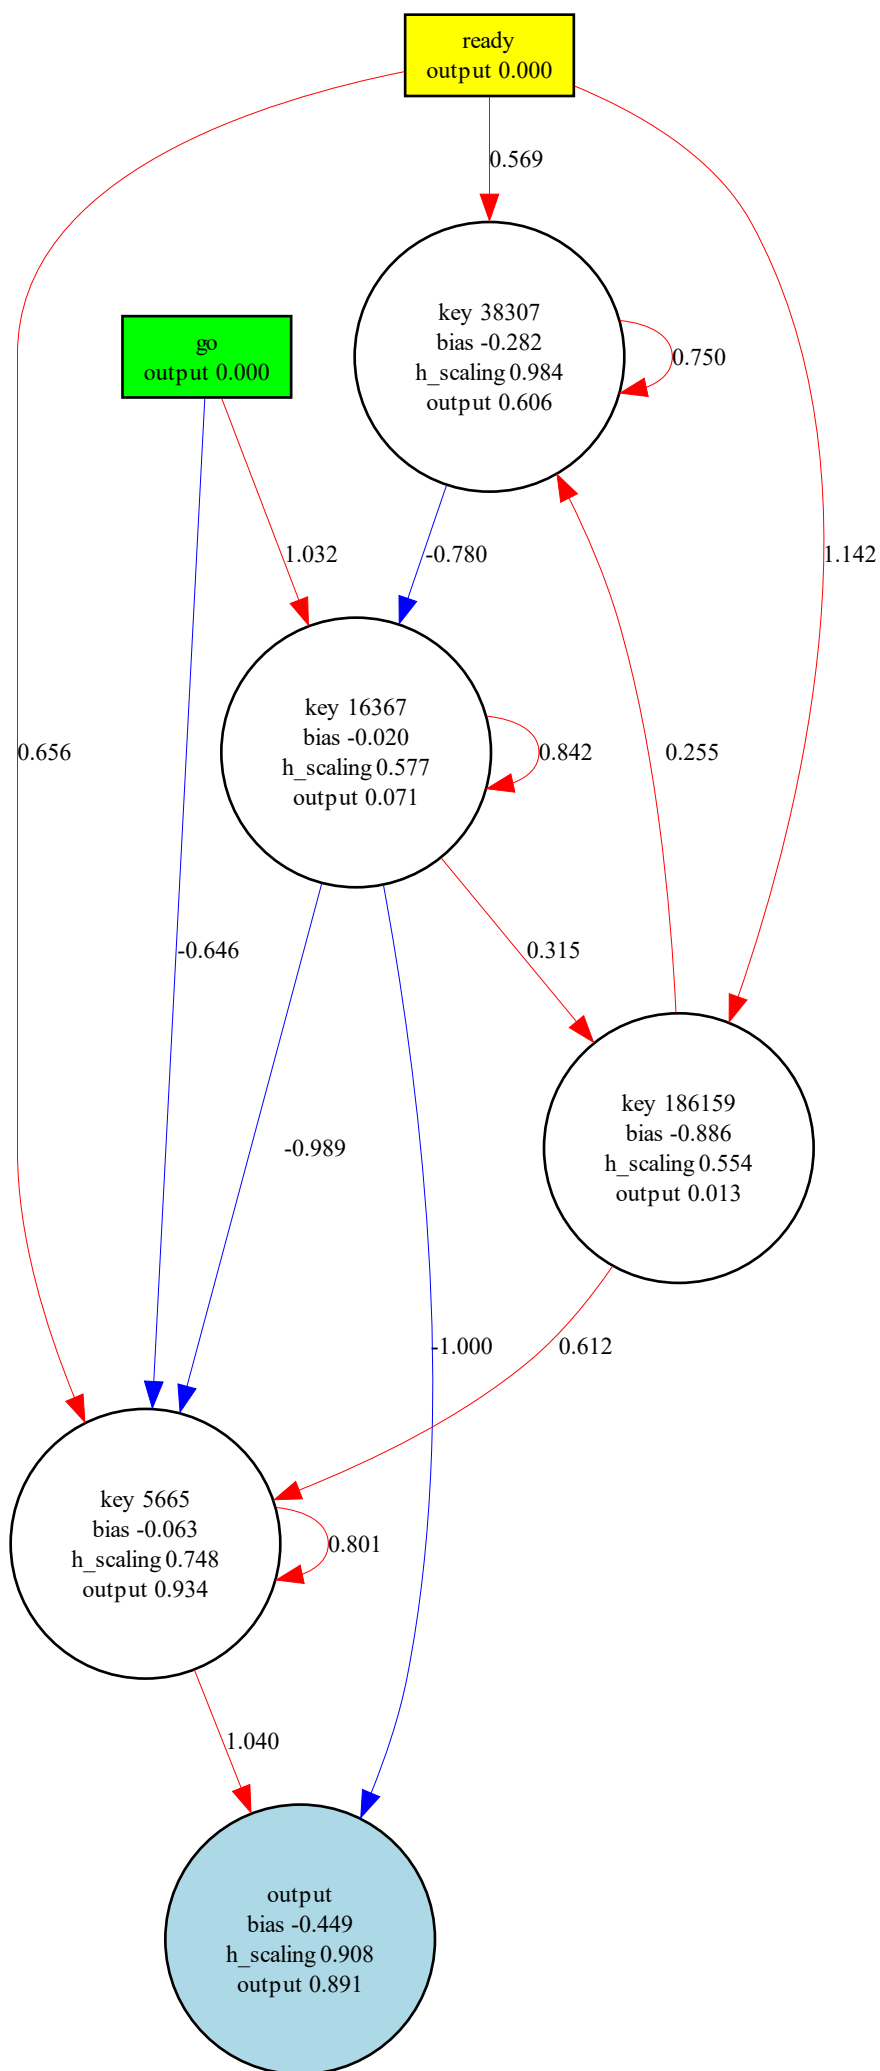 ready
output 0.000
0.569
go
output 0.000
key 38307
bias -0.282
h_scaling 0.984
output 0.606
0.750
1.032
-0.780
1.142
key 16367
bias -0.020
h_scaling 0.577
output 0.071
0.656
0.842
0.255
-0.646
0.315
key 186159
bias -0.886
h_scaling 0.554
output 0.013
-0.989
-1.000
0.612
key 5665
bias -0.063
h_scaling 0.748
output 0.934
0.801
1.040
output
bias -0.449
h_scaling 0.908
output 0.891